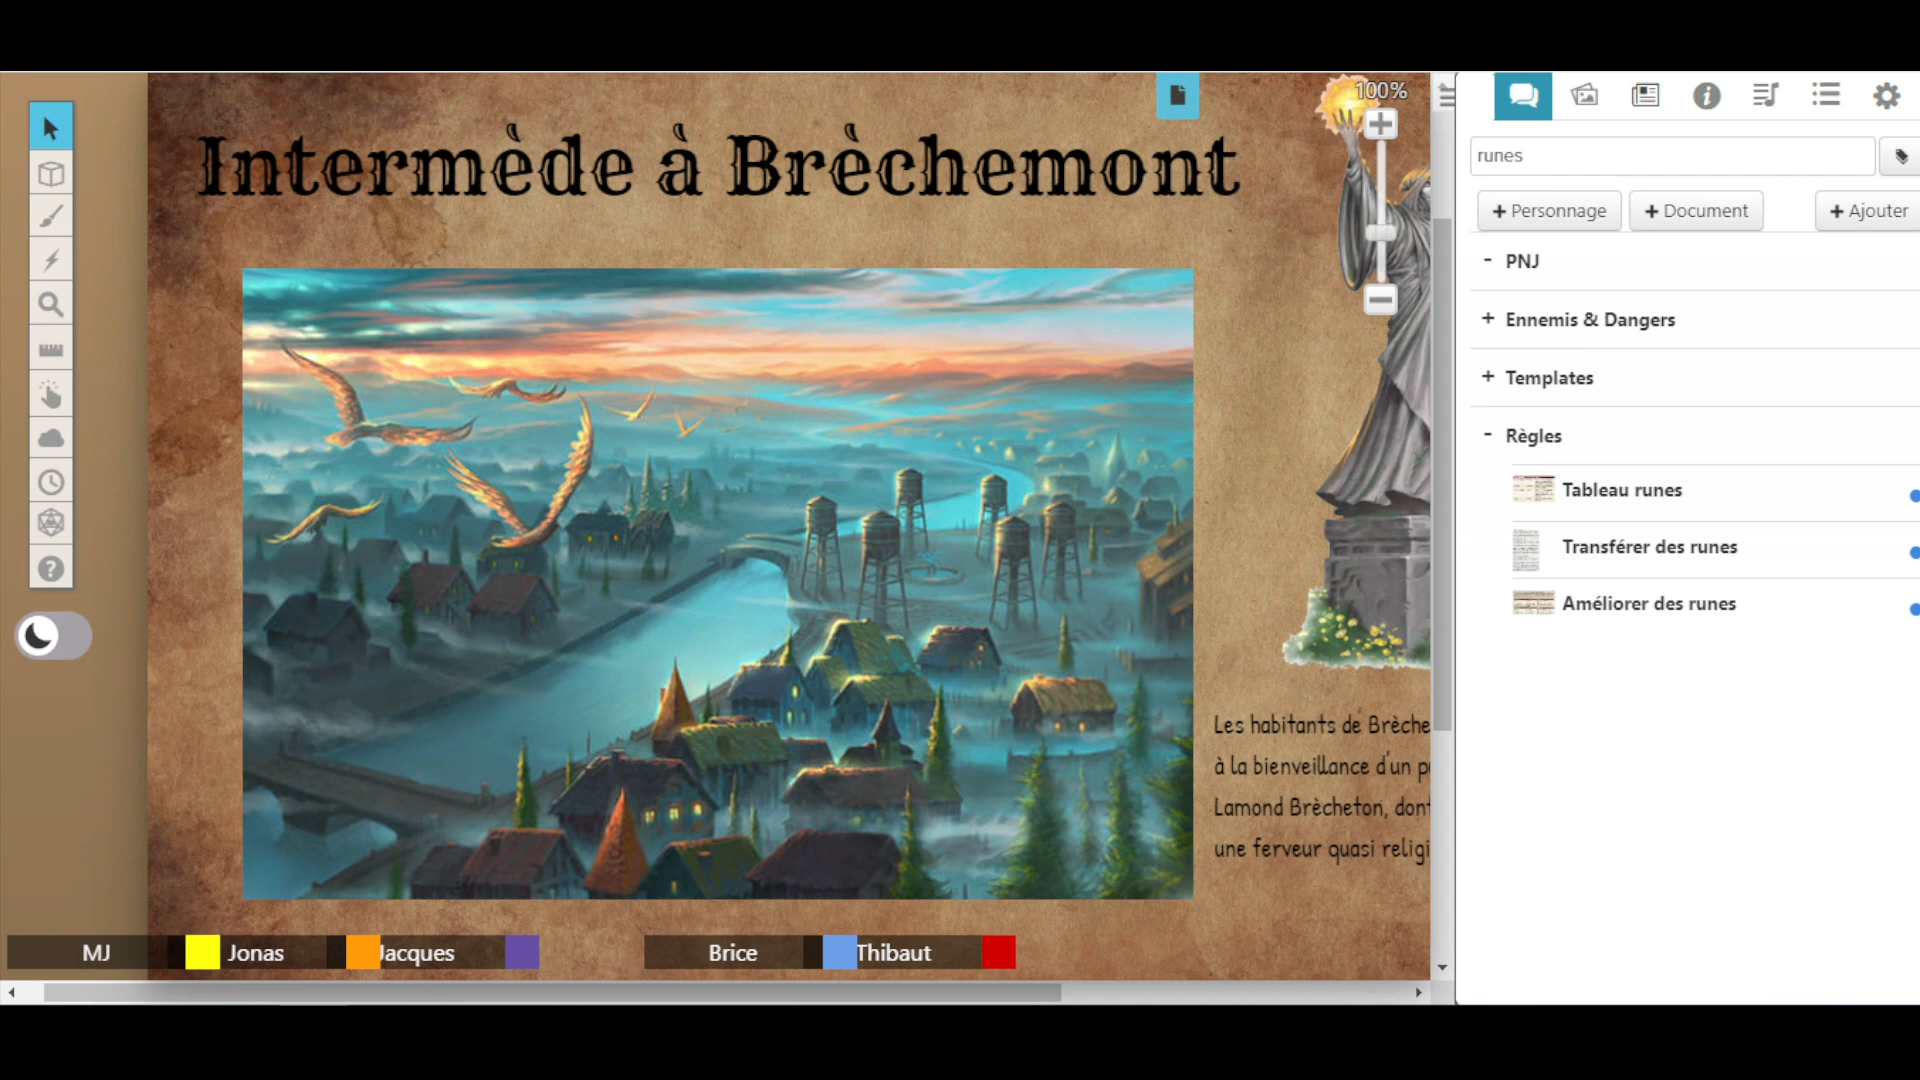 Intermède à Brèchemont
100%
Les habitants de Brèche
à la bienveillance d'un
Lamond Brècheton, dont
une ferveur quasi religi
MJ
Jonas
Jacques
Brice
Thibaut
runes
+ Personnage
+ Document
+ Ajouter
- PNJ
+ Ennemis & Dangers
+ Templates
- Règles
Tableau runes
Transférer des runes
Améliorer des runes